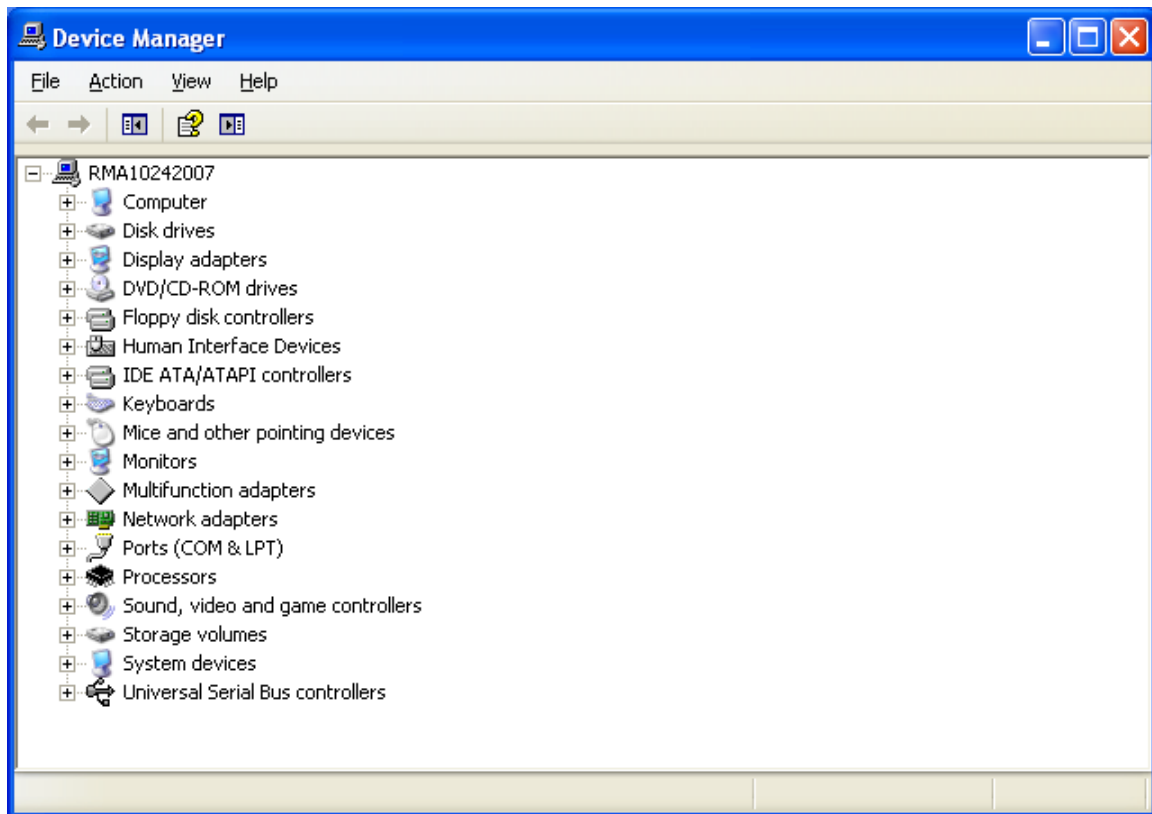 Device Manager
File Action View Help
RMA10242007
Computer
Disk drives
Display adapters
DVD/CD-ROM drives
Floppy disk controllers
Human Interface Devices
IDE ATA/ATAPI controllers
Keyboards
Mice and other pointing devices
Monitors
Multifunction adapters
Network adapters
Ports (COM & LPT)
Processors
Sound, video and game controllers
Storage volumes
System devices
Universal Serial Bus controllers